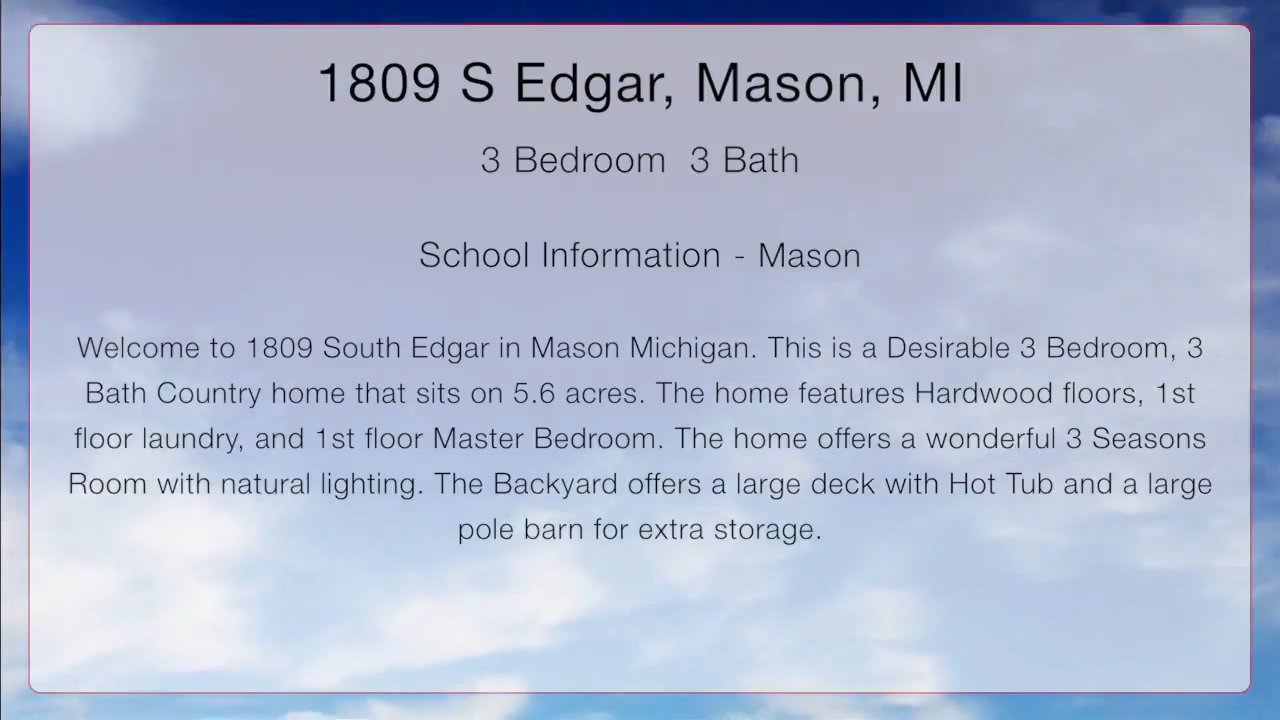 1809 S Edgar, Mason, MI
3 Bedroom  3 Bath
School Information - Mason
Welcome to 1809 South Edgar in Mason Michigan. This is a Desirable 3 Bedroom, 3
Bath Country home that sits on 5.6 acres. The home features Hardwood floors, 1st
floor laundry, and 1st floor Master Bedroom. The home offers a wonderful 3 Seasons
Room with natural lighting. The Backyard offers a large deck with Hot Tub and a large
pole barn for extra storage.